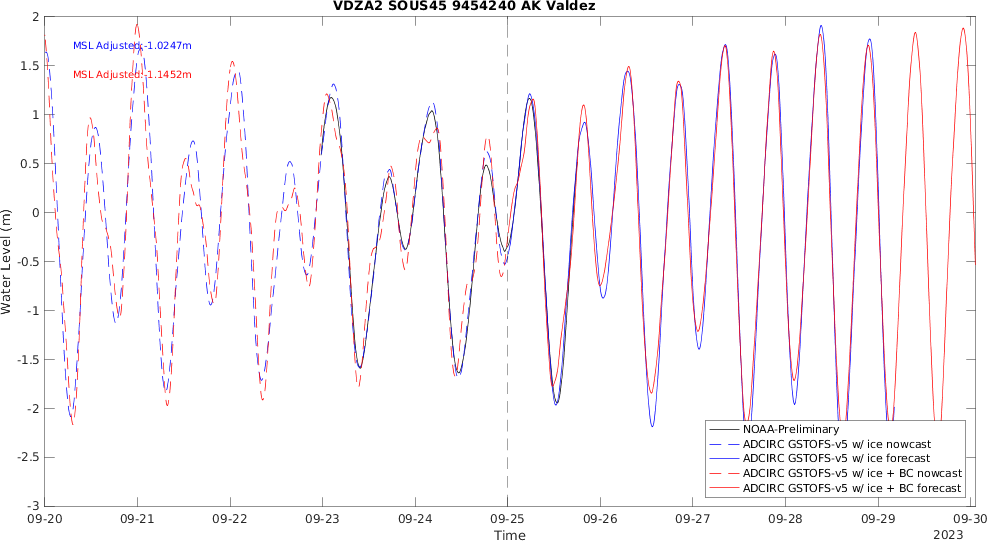 VDZA2 SOUS45 9454240 AK Valdez
MSL Adjusted:-1.0247m
MSL Adjusted:-1.1452m
Water Level (m)
2
1.5
1
0.5
0
-0.5
-1
-1.5
-2
-2.5
-3
NOAA-Preliminary
ADCIRC GSTOFS-v5 w/ ice nowcast
ADCIRC GSTOFS-v5 w/ ice forecast
ADCIRC GSTOFS-v5 w/ ice + BC nowcast
ADCIRC GSTOFS-v5 w/ ice + BC forecast
09-20 09-21 09-22 09-23 09-24 09-25 09-26 09-27 09-28 09-29 09-30
Time
2023